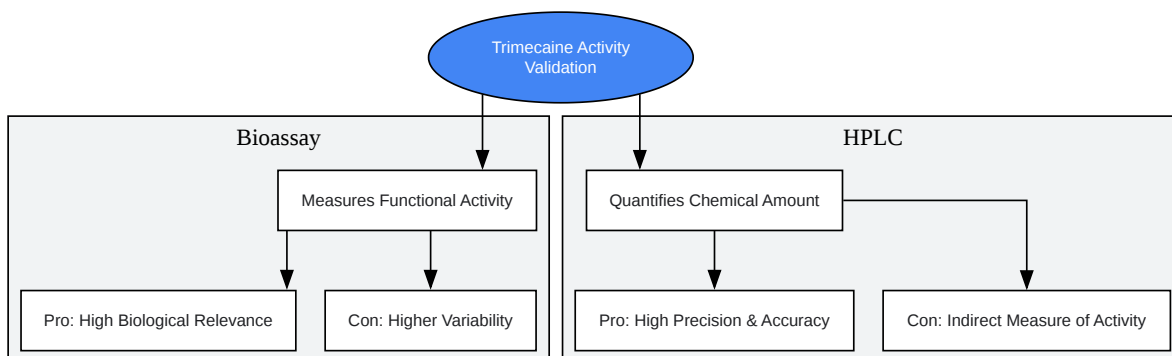 Trimecaine Activity
Validation
Bioassay
HPLC
Measures Functional Activity
Quantifies Chemical Amount
Pro: High Biological Relevance
Con: Higher Variability
Pro: High Precision & Accuracy
Con: Indirect Measure of Activity